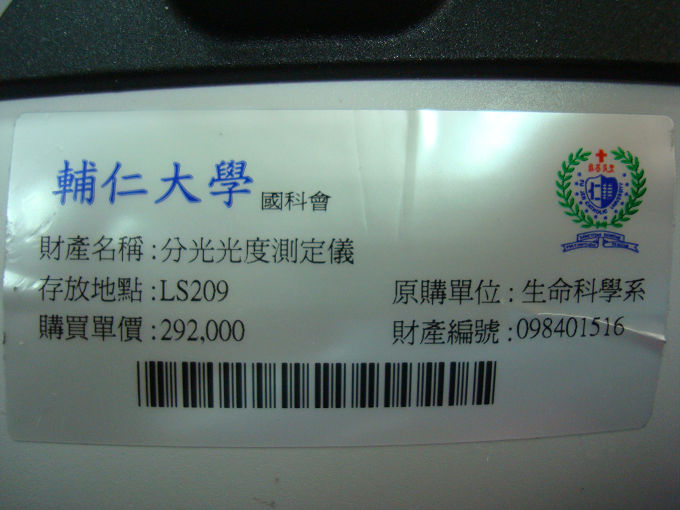 輔仁大學 國科會
財產名稱:分光光度測定儀
存放地點:LS209 原購單位:生命科學系
購買單價:292,000 財產編號:098401516